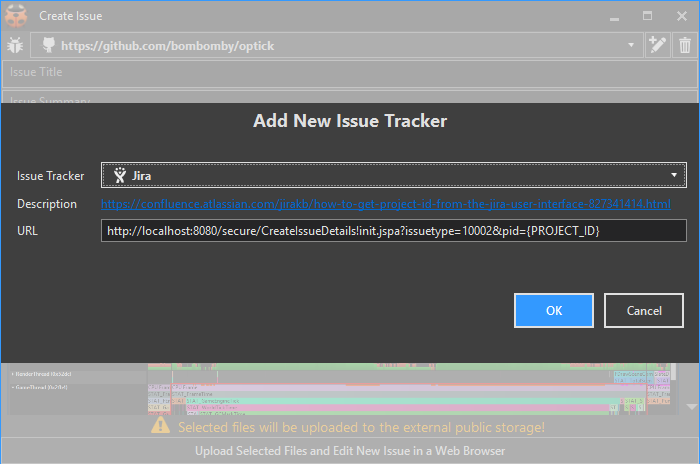 Create Issue
https://github.com/bombomby/optick
Issue Title
Issue Summary
Add New Issue Tracker
Issue Tracker
Jira
Description
https://confluence.atlassian.com/jirakb/how-to-get-project-id-from-the-jira-user-interface-827341414.html
URL
http://localhost:8080/secure/CreateIssueDetails!init.jspa?issuetype=10002&pid={PROJECT_ID}
OK
Cancel
Selected files will be uploaded to the external public storage!
Upload Selected Files and Edit New Issue in a Web Browser